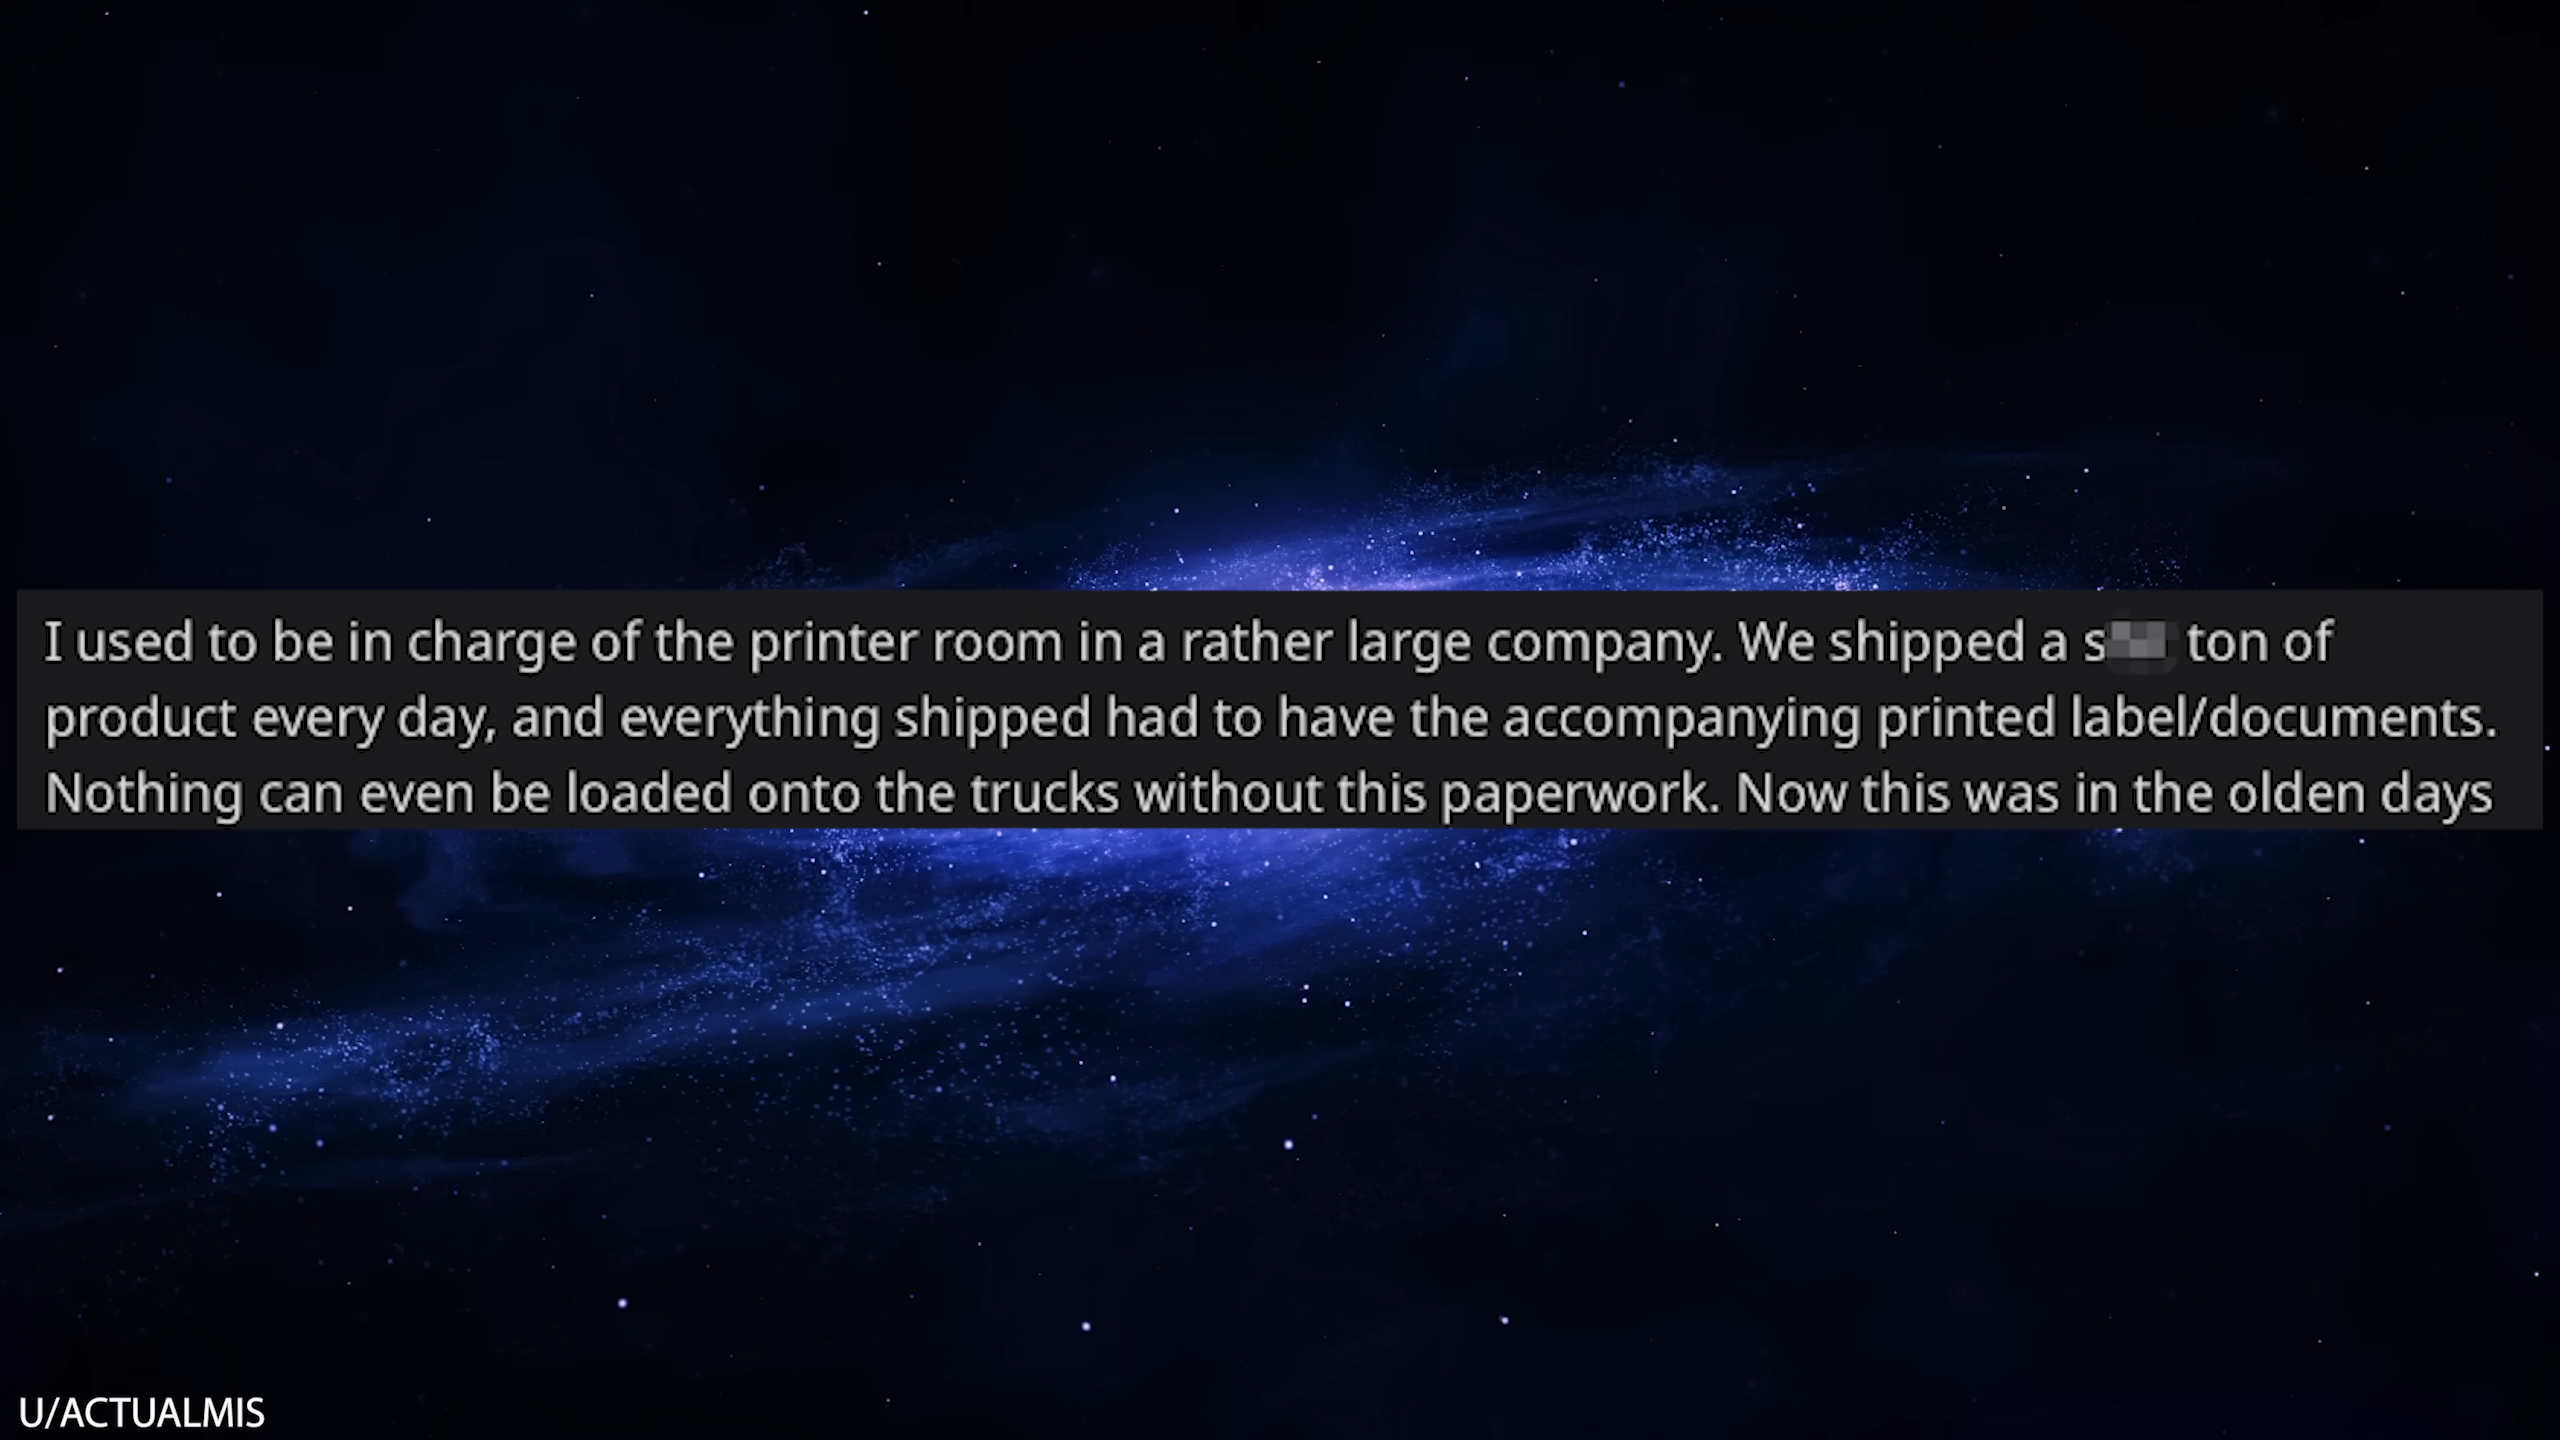 I used to be in charge of the printer room in a rather large company. We shipped a s ton of
product every day, and everything shipped had to have the accompanying printed label/documents.
Nothing can even be loaded onto the trucks without this paperwork. Now this was in the olden days
U/ACTUALMIS